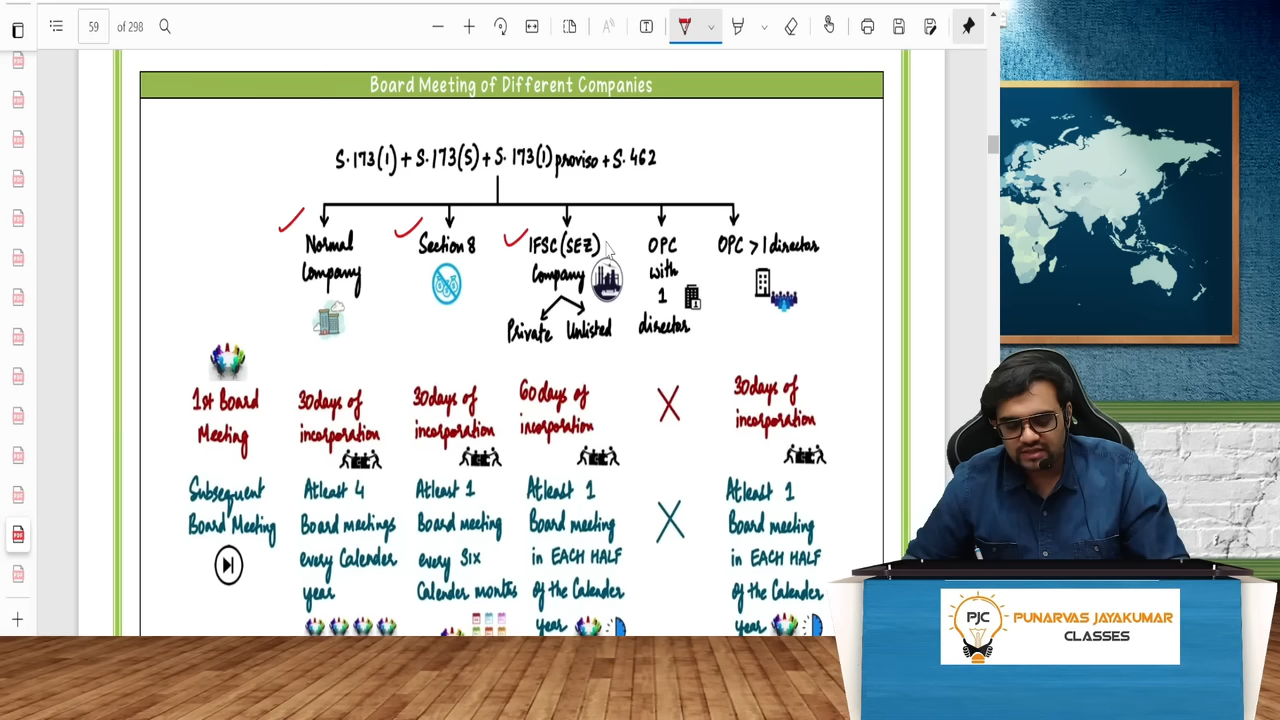 59 of 298
Board Meeting of Different Companies
S.173(1) + S.173(5) + S.173(1) proviso + S.462
Normal Company
Section 8
IFSC (SEZ) Company
Private Unlisted
OPC with 1 director
OPC > 1 director
1st Board Meeting
30 days of incorporation
30 days of incorporation
60 days of incorporation
X
30 days of incorporation
Subsequent Board Meeting
Atleast 4 Board meetings every Calender year
Atleast 1 Board meeting every Six Calender months
Atleast 1 Board meeting in EACH HALF of the Calender year
X
Atleast 1 Board meeting in EACH HALF of the Calender year
PJC
PUNARVAS JAYAKUMAR
CLASSES